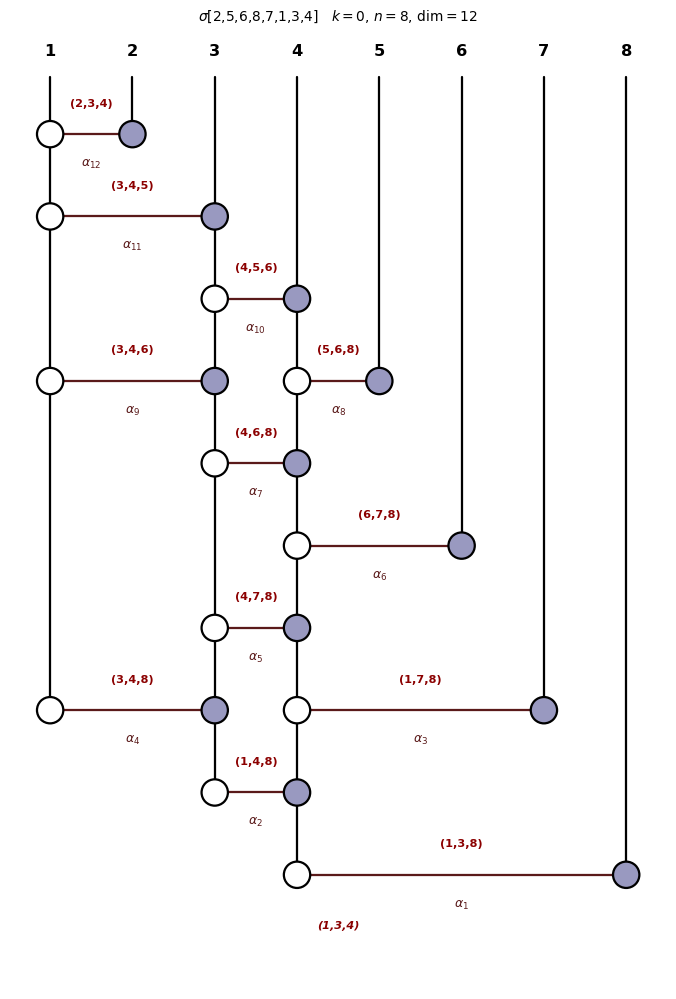 σ[2,5,6,8,7,1,3,4]   k=0, n=8, dim=12
1 2 3 4 5 6 7 8
(2,3,4)
α12
(3,4,5)
α11
(4,5,6)
α10
(3,4,6) (5,6,8)
α9 α8
(4,6,8)
α7
(6,7,8)
α6
(4,7,8)
α5
(3,4,8) (1,7,8)
α4 α3
(1,4,8)
α2
(1,3,8)
α1
(1,3,4)